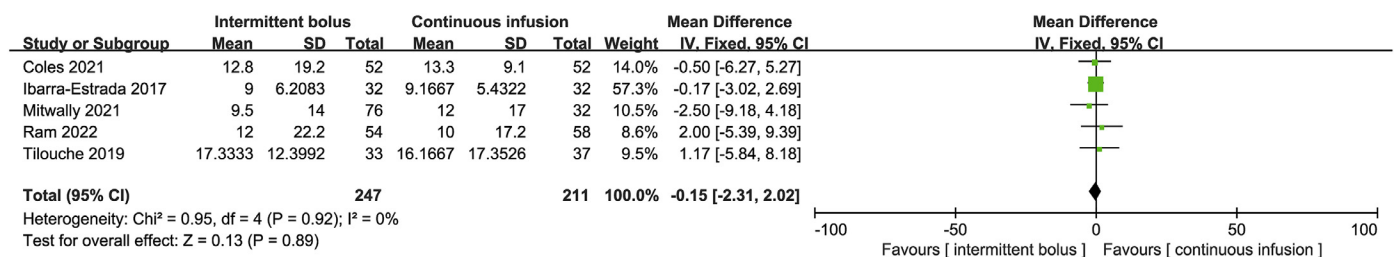 Intermittent bolus Continuous infusion Mean Difference Mean Difference
Study or Subgroup Mean SD Total Mean SD Total Weight IV, Fixed, 95% CI IV, Fixed, 95% CI
Coles 2021 12.8 19.2 52 13.3 9.1 52 14.0% -0.50 [-6.27, 5.27]
Ibarra-Estrada 2017 9 6.2083 32 9.1667 5.4322 32 57.3% -0.17 [-3.02, 2.69]
Mitwally 2021 9.5 14 76 12 17 32 10.5% -2.50 [-9.18, 4.18]
Ram 2022 12 22.2 54 10 17.2 58 8.6% 2.00 [-5.39, 9.39]
Tilouche 2019 17.3333 12.3992 33 16.1667 17.3526 37 9.5% 1.17 [-5.84, 8.18]
Total (95% CI) 247 211 100.0% -0.15 [-2.31, 2.02]
Heterogeneity: Chi² = 0.95, df = 4 (P = 0.92); I² = 0%
Test for overall effect: Z = 0.13 (P = 0.89)
-100 -50 0 50 100
Favours [ intermittent bolus ] Favours [ continuous infusion ]